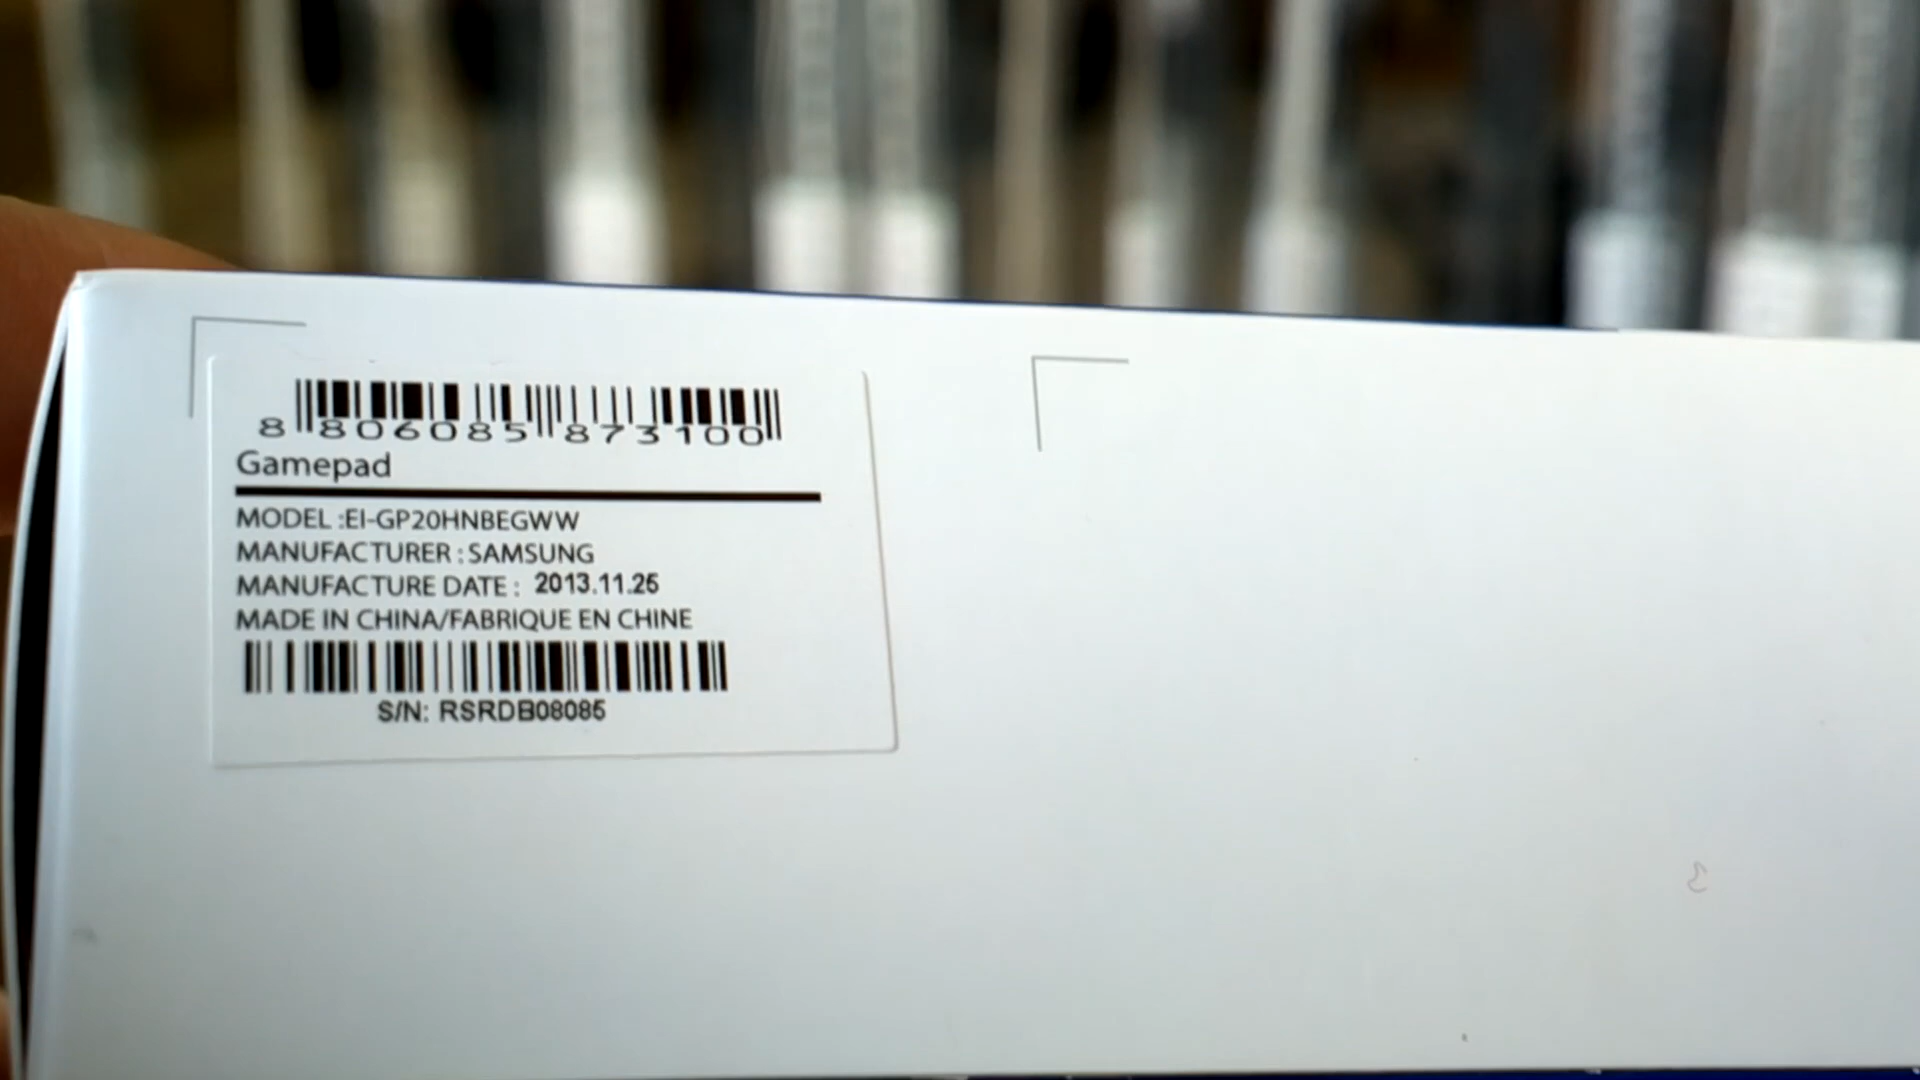 8 806085 873100
Gamepad
MODEL :EI-GP20HNBEGWW
MANUFACTURER : SAMSUNG
MANUFACTURE DATE : 2013.11.25
MADE IN CHINA/FABRIQUE EN CHINE
S/N: RSRDB08085